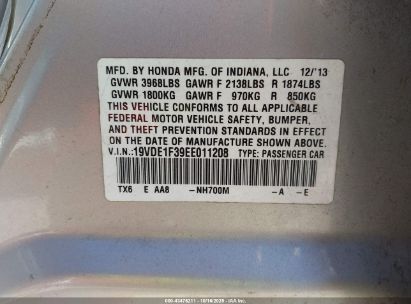 MFD. BY HONDA MFG. OF INDIANA, LLC 12/'13
GVWR 3968LBS GAWR F 2138LBS R 1874LBS
GVWR 1800KG GAWR F 970KG R 850KG
THIS VEHICLE CONFORMS TO ALL APPLICABLE
FEDERAL MOTOR VEHICLE SAFETY, BUMPER,
AND THEFT PREVENTION STANDARDS IN EFFECT
ON THE DATE OF MANUFACTURE SHOWN ABOVE.
V.I.N.: 19VDE1F39EE011208 TYPE: PASSENGER CAR
TX6 E AA8 -NH700M -A -E